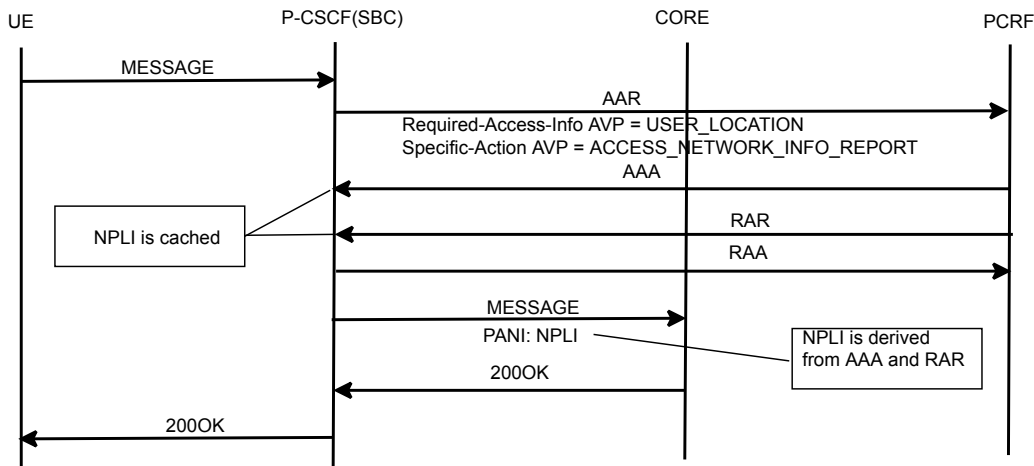 UE
P-CSCF(SBC)
CORE
PCRF
MESSAGE
AAR
Required-Access-Info AVP = USER_LOCATION
Specific-Action AVP = ACCESS_NETWORK_INFO_REPORT
AAA
NPLI is cached
RAR
RAA
MESSAGE
PANI: NPLI
NPLI is derived
from AAA and RAR
200OK
200OK